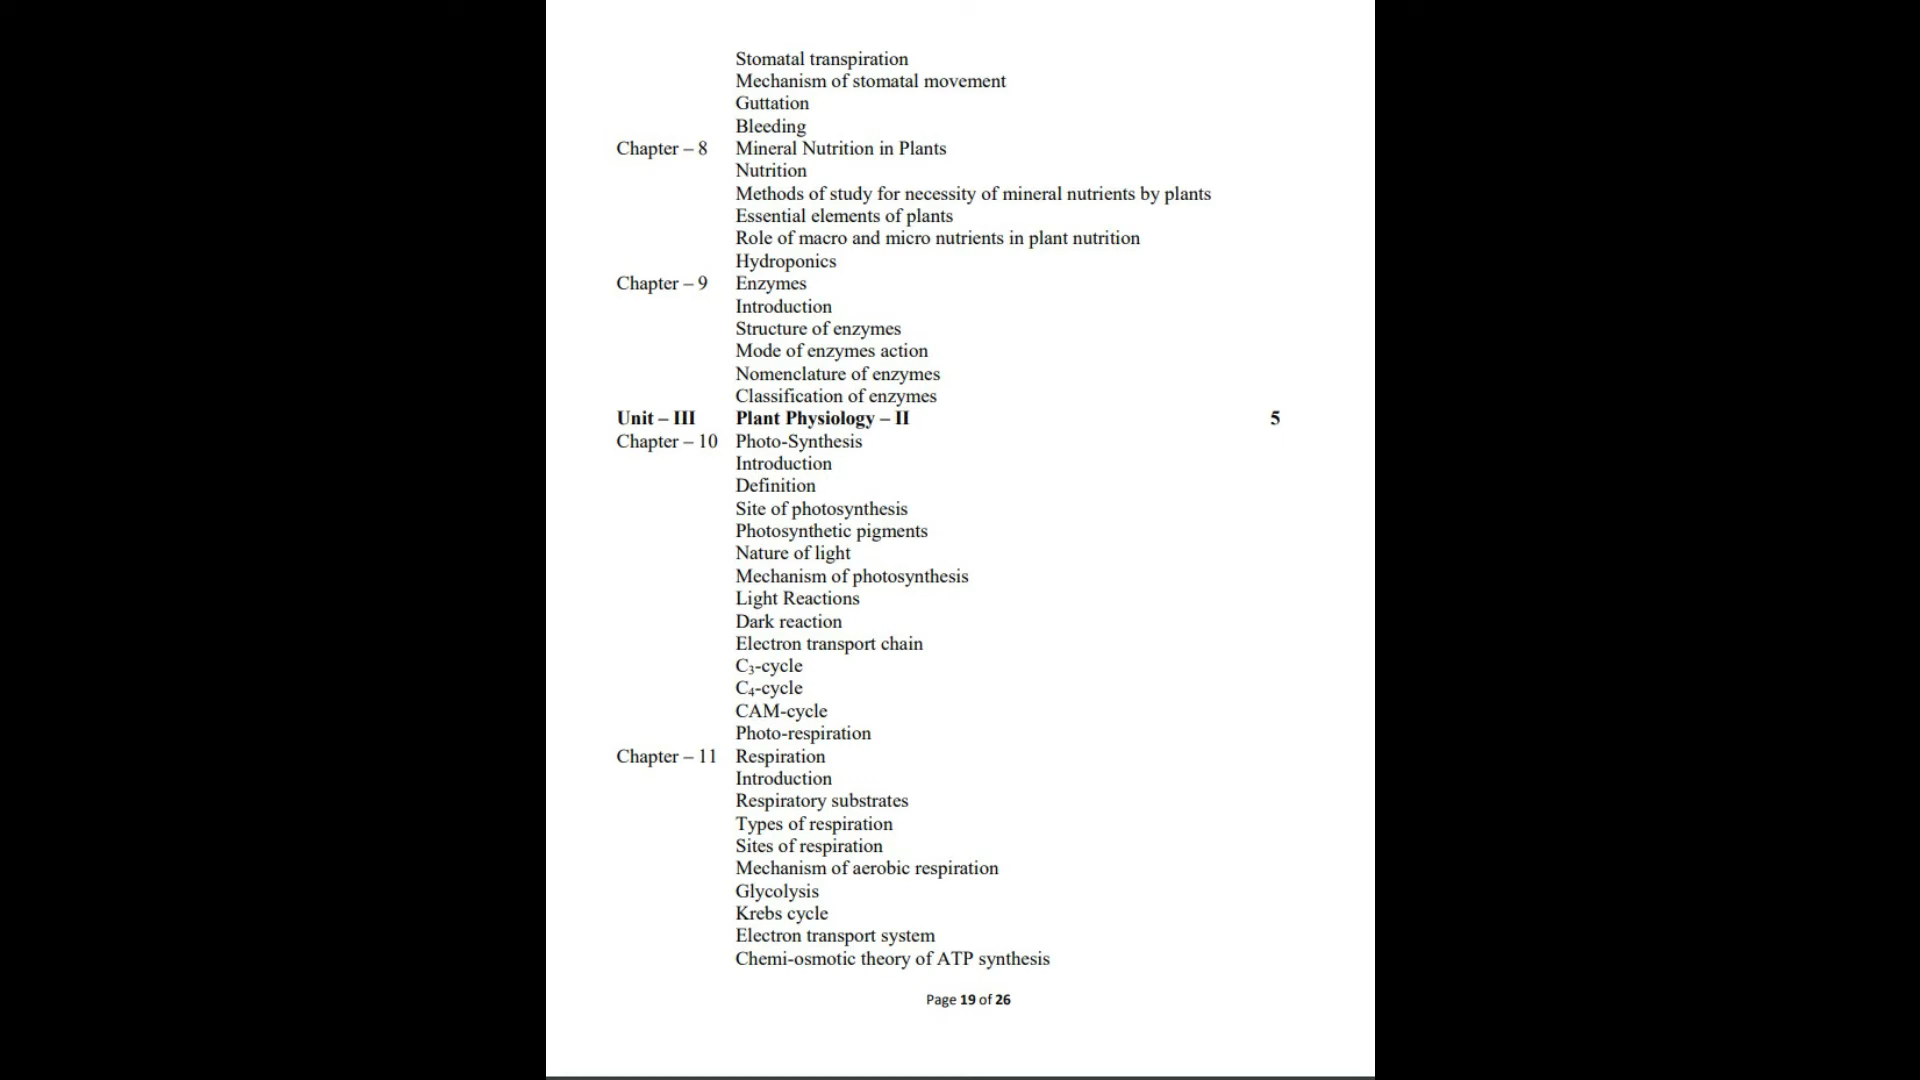 Stomatal transpiration
Mechanism of stomatal movement
Guttation
Bleeding
Chapter – 8 Mineral Nutrition in Plants
Nutrition
Methods of study for necessity of mineral nutrients by plants
Essential elements of plants
Role of macro and micro nutrients in plant nutrition
Hydroponics
Chapter – 9 Enzymes
Introduction
Structure of enzymes
Mode of enzymes action
Nomenclature of enzymes
Classification of enzymes
Unit – III Plant Physiology – II 5
Chapter – 10 Photo-Synthesis
Introduction
Definition
Site of photosynthesis
Photosynthetic pigments
Nature of light
Mechanism of photosynthesis
Light Reactions
Dark reaction
Electron transport chain
C₃-cycle
C₄-cycle
CAM-cycle
Photo-respiration
Chapter – 11 Respiration
Introduction
Respiratory substrates
Types of respiration
Sites of respiration
Mechanism of aerobic respiration
Glycolysis
Krebs cycle
Electron transport system
Chemi-osmotic theory of ATP synthesis
Page 19 of 26